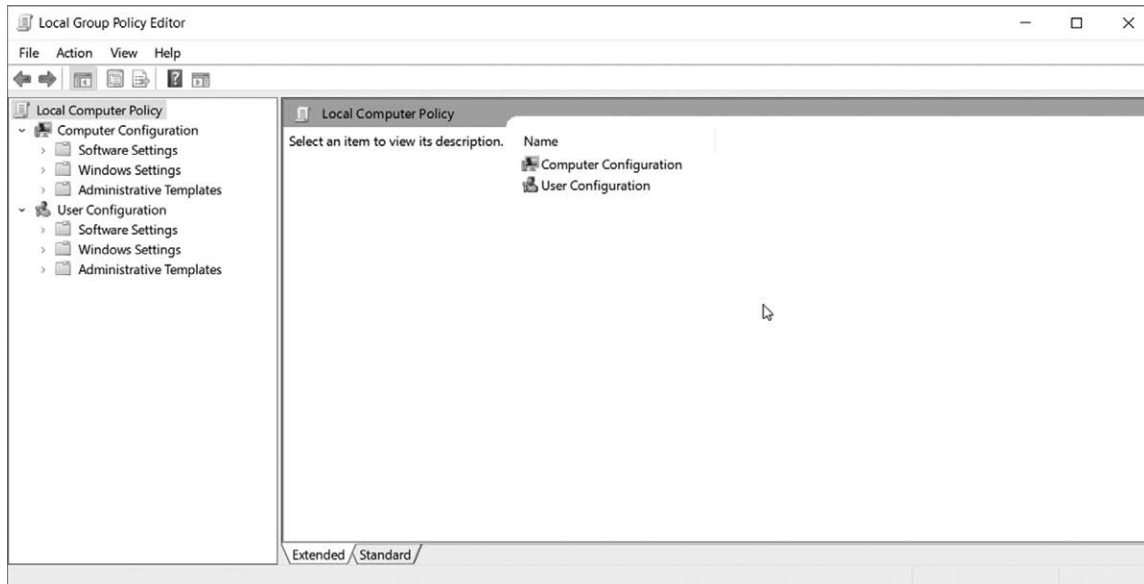 Local Group Policy Editor
File Action View Help
Local Computer Policy
Computer Configuration
Software Settings
Windows Settings
Administrative Templates
User Configuration
Software Settings
Windows Settings
Administrative Templates
Local Computer Policy
Select an item to view its description.
Name
Computer Configuration
User Configuration
Extended Standard